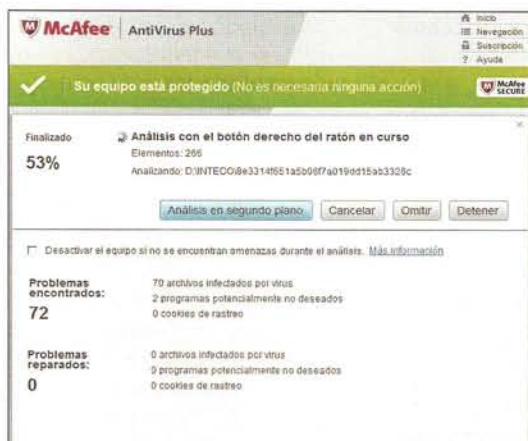 McAfee | AntiVirus Plus
Inicio
Navegación
Suscripción
? Ayuda
Su equipo está protegido (No es necesaria ninguna acción)
McAfee SECURE
Finalizado
53%
Análisis con el botón derecho del ratón en curso
Elementos: 266
Analizando: D:\INTECO\8e3314f651a5b06f7a019dd15ab3328c
Análisis en segundo plano
Cancelar
Omitir
Detener
Desactivar el equipo si no se encuentran amenazas durante el análisis. Más información
Problemas encontrados:
72
70 archivos infectados por virus
2 programas potencialmente no deseados
0 cookies de rastreo
Problemas reparados:
0
0 archivos infectados por virus
0 programas potencialmente no deseados
0 cookies de rastreo